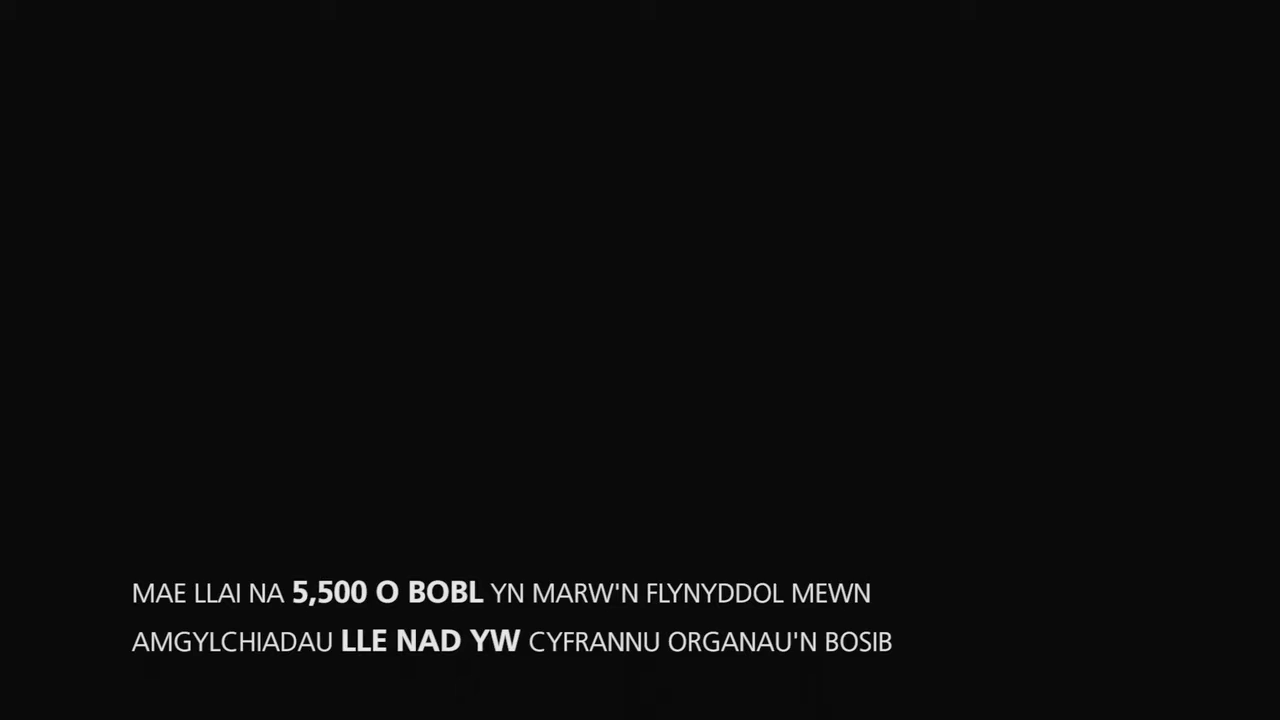 MAE LLAI NA 5,500 O BOBL YN MARW'N FLYNYDDOL MEWN
AMGYLCHIADAU LLE NAD YW CYFRANNU ORGANAU'N BOSIB